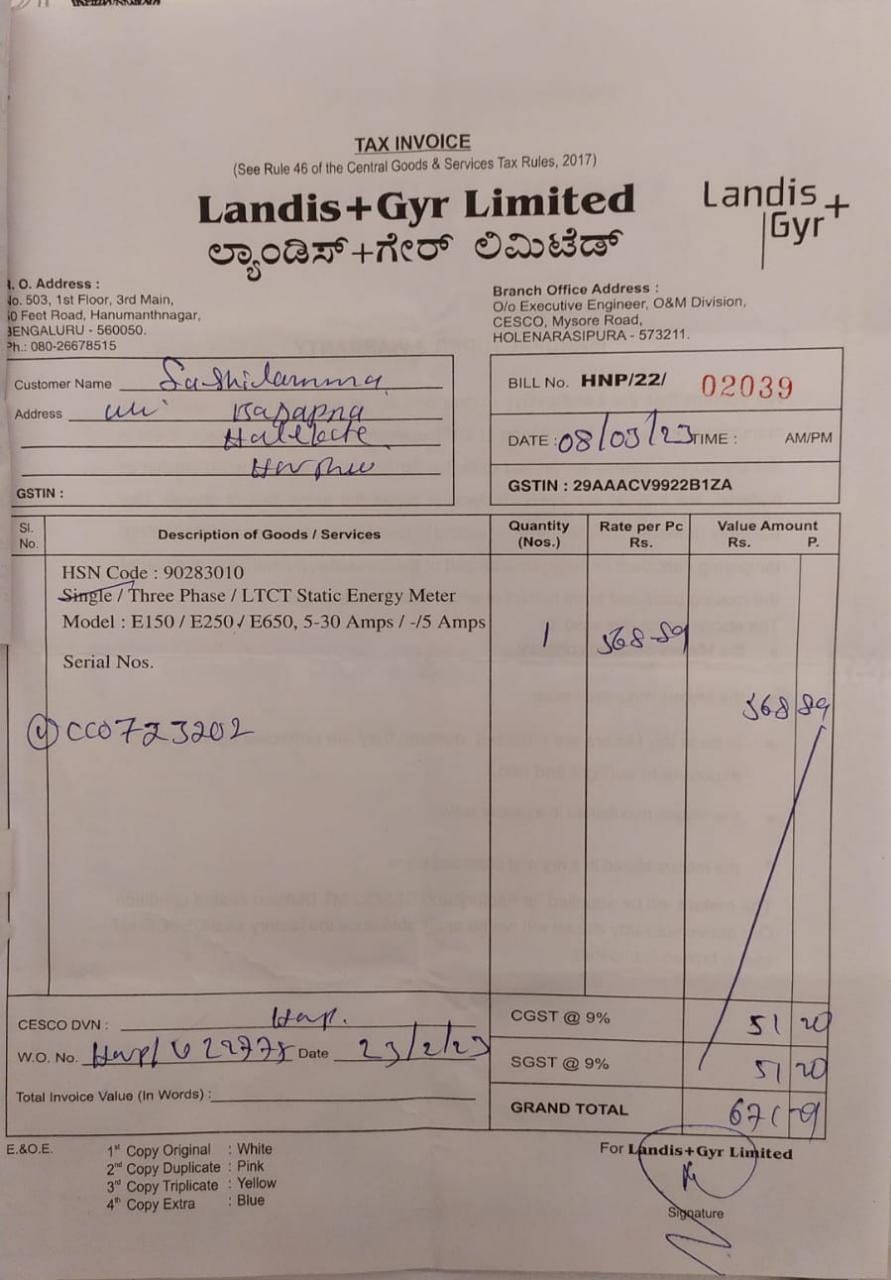 TAX INVOICE
(See Rule 46 of the Central Goods & Services Tax Rules, 2017)
Landis+Gyr Limited
ಲ್ಯಾಂಡಿಸ್+ಗೇರ್ ಲಿಮಿಟೆಡ್
Landis
Gyr+
. O. Address :
No. 503, 1st Floor, 3rd Main,
0 Feet Road, Hanumanthnagar,
BENGALURU - 560050.
Ph.: 080-26678515
Branch Office Address :
O/o Executive Engineer, O&M Division,
CESCO, Mysore Road,
HOLENARASIPURA - 573211.
Customer Name
Address
GSTIN :
BILL No. HNP/22/ 02039
DATE : 08/03/23 TIME : AM/PM
GSTIN : 29AAACV9922B1ZA
Sl. No. Description of Goods / Services Quantity (Nos.) Rate per Pc Rs. Value Amount Rs. P.
HSN Code : 90283010
Single / Three Phase / LTCT Static Energy Meter
Model : E150 / E250 / E650, 5-30 Amps / -/5 Amps 1 568-89
Serial Nos.
568 89
CC0723202
CESCO DVN : Hnp.
W.O. No. Date 23/2/23
Total Invoice Value (In Words) :
CGST @ 9% 51 20
SGST @ 9% 51 20
GRAND TOTAL
E.&O.E.
1st Copy Original : White
2nd Copy Duplicate : Pink
3rd Copy Triplicate : Yellow
4th Copy Extra : Blue
For Landis+Gyr Limited
Signature